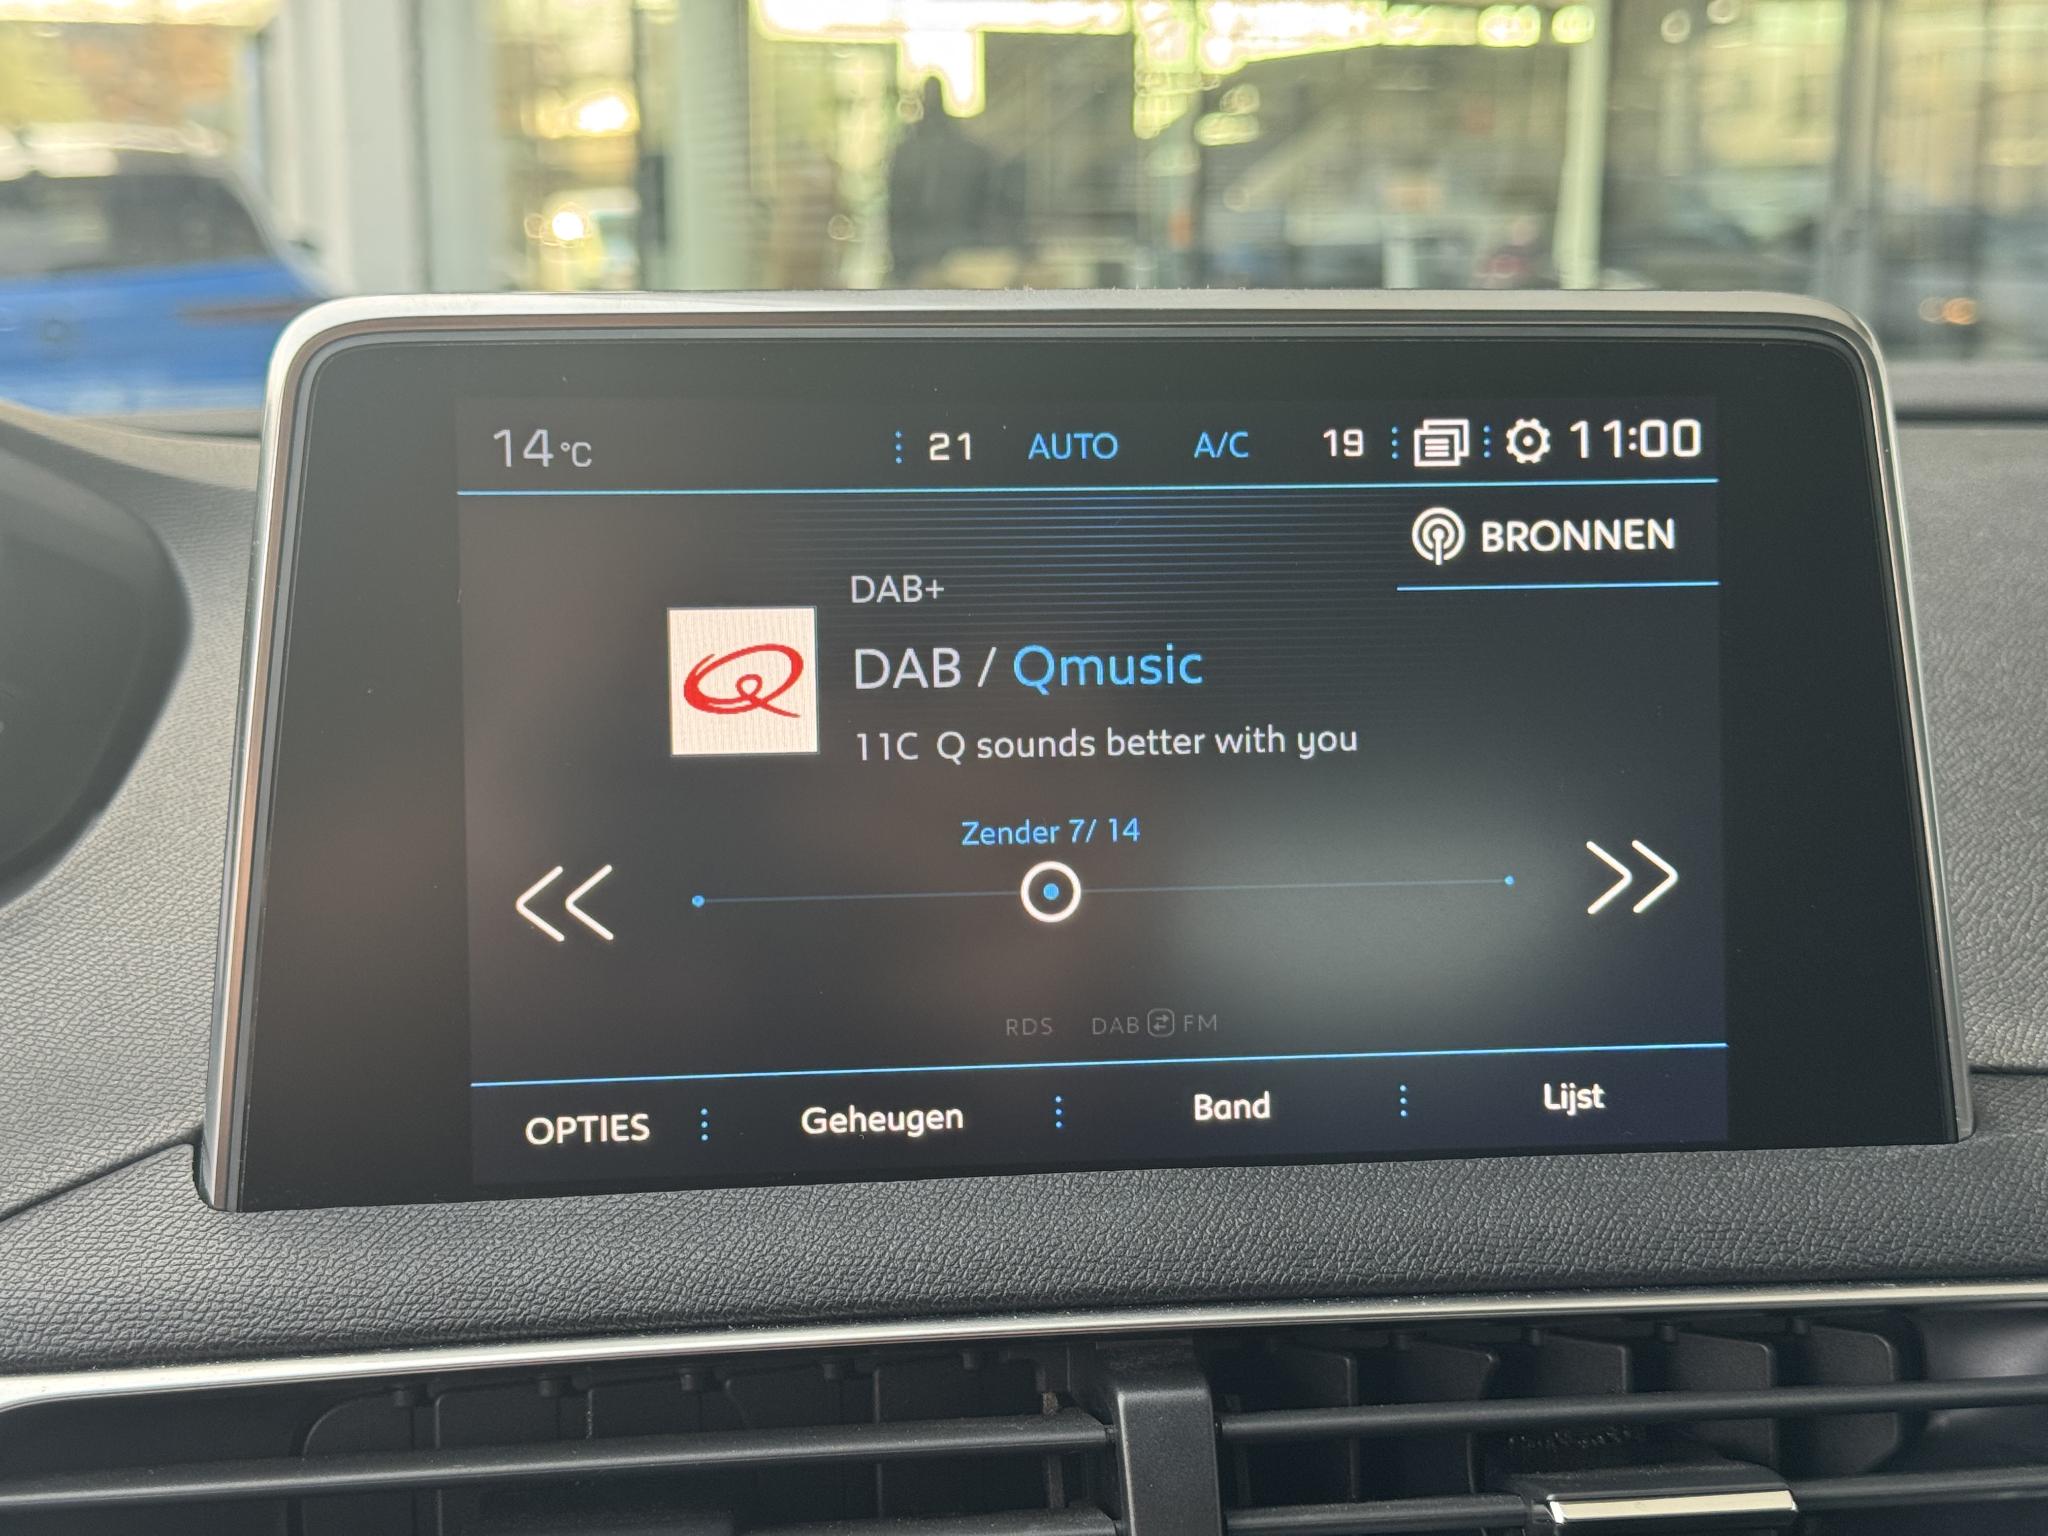 14 °C 21 AUTO A/C 19 11:00
BRONNEN
DAB+
DAB / Qmusic
11C Q sounds better with you
Zender 7/ 14
RDS DAB FM
OPTIES Geheugen Band Lijst